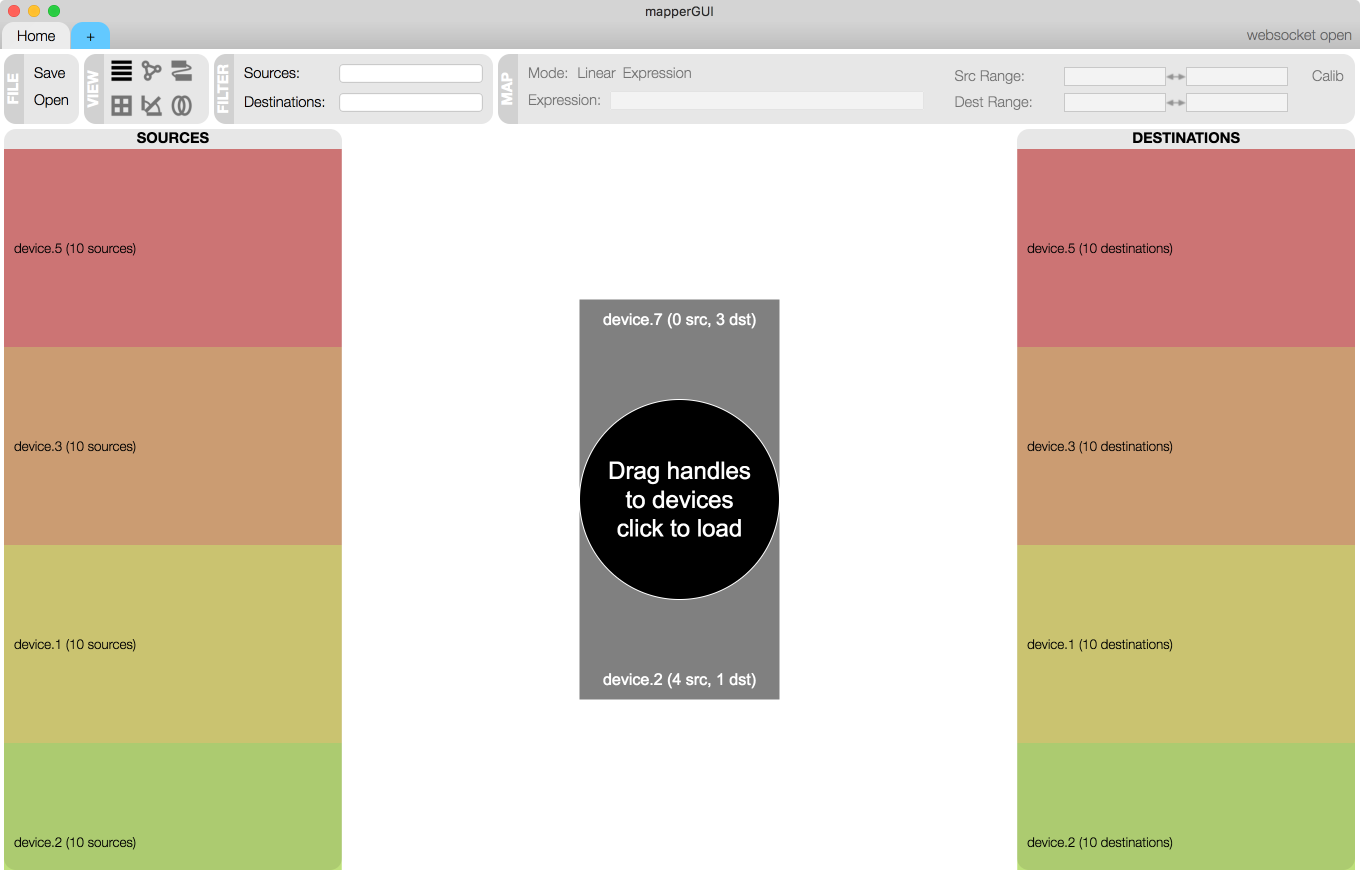 mapperGUI
Home
+
websocket open
FILE
Save
Open
VIEW
FILTER
Sources:
Destinations:
MAP
Mode: Linear Expression
Expression:
Src Range:
Dest Range:
Calib
SOURCES
device.5 (10 sources)
device.3 (10 sources)
device.1 (10 sources)
device.2 (10 sources)
device.7 (0 src, 3 dst)
Drag handles
to devices
click to load
device.2 (4 src, 1 dst)
DESTINATIONS
device.5 (10 destinations)
device.3 (10 destinations)
device.1 (10 destinations)
device.2 (10 destinations)